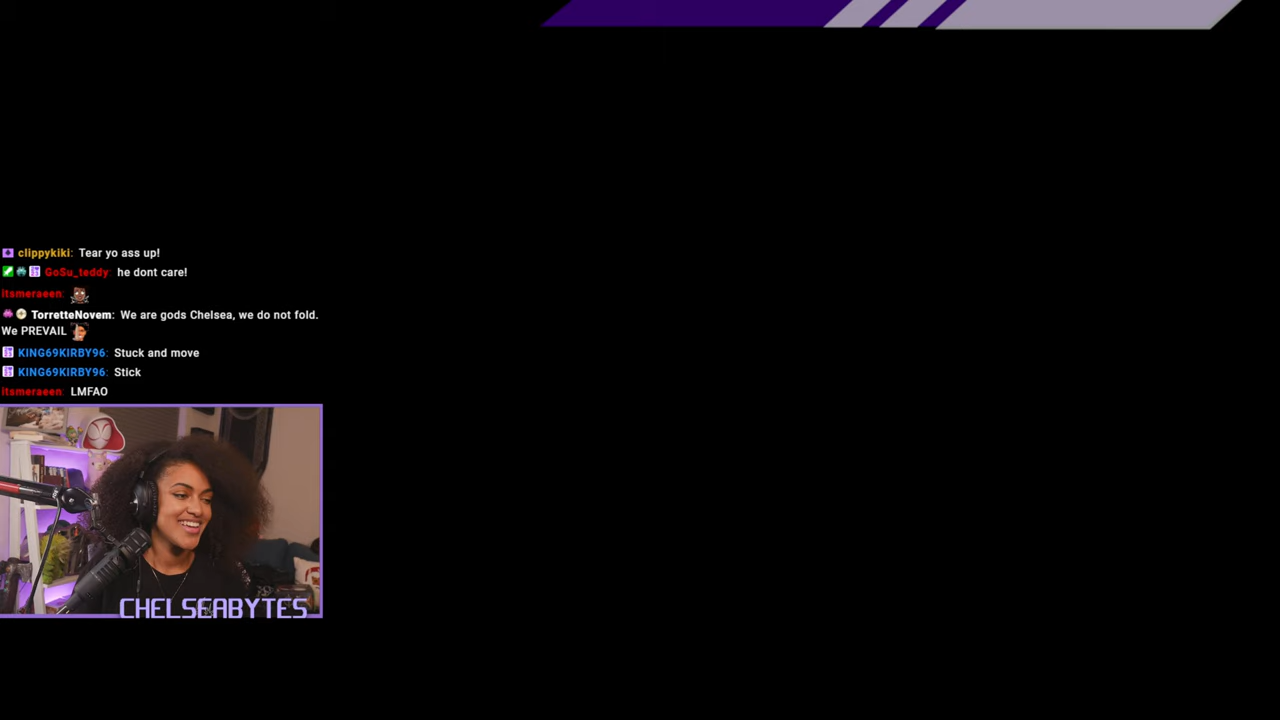 clippykiki: Tear yo ass up!
GoSu_teddy: he dont care!
itsmeraeen:
TorretteNovem: We are gods Chelsea, we do not fold.
We PREVAIL
KING69KIRBY96: Stuck and move
KING69KIRBY96: Stick
itsmeraeen: LMFAO
CHELSEABYTES